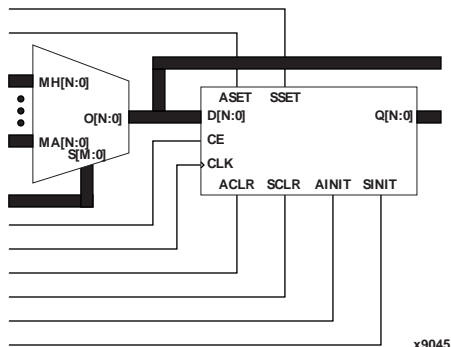 MH[N:0]
ASET SSET
O[N:0]
D[N:0]
Q[N:0]
MA[N:0]
S[M:0]
CE
CLK
ACLR SCLR AINIT SINIT
x9045